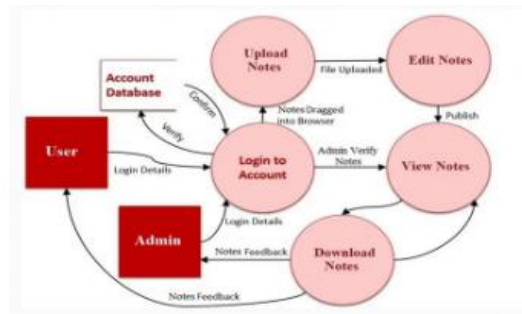 Upload
Notes
File Uploaded
Edit Notes
Account
Database
Confirm
Verify
Notes Dragged
into Browser
Publish
User
Login Details
Login to
Account
Admin Verify
Notes
View Notes
Login Details
Admin
Notes Feedback
Download
Notes
Notes Feedback